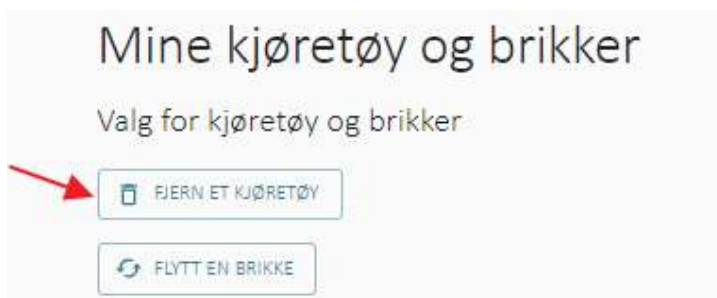 Mine kjøretøy og brikker
Valg for kjøretøy og brikker
FJERN ET KJØRETØY
FLYTT EN BRIKKE